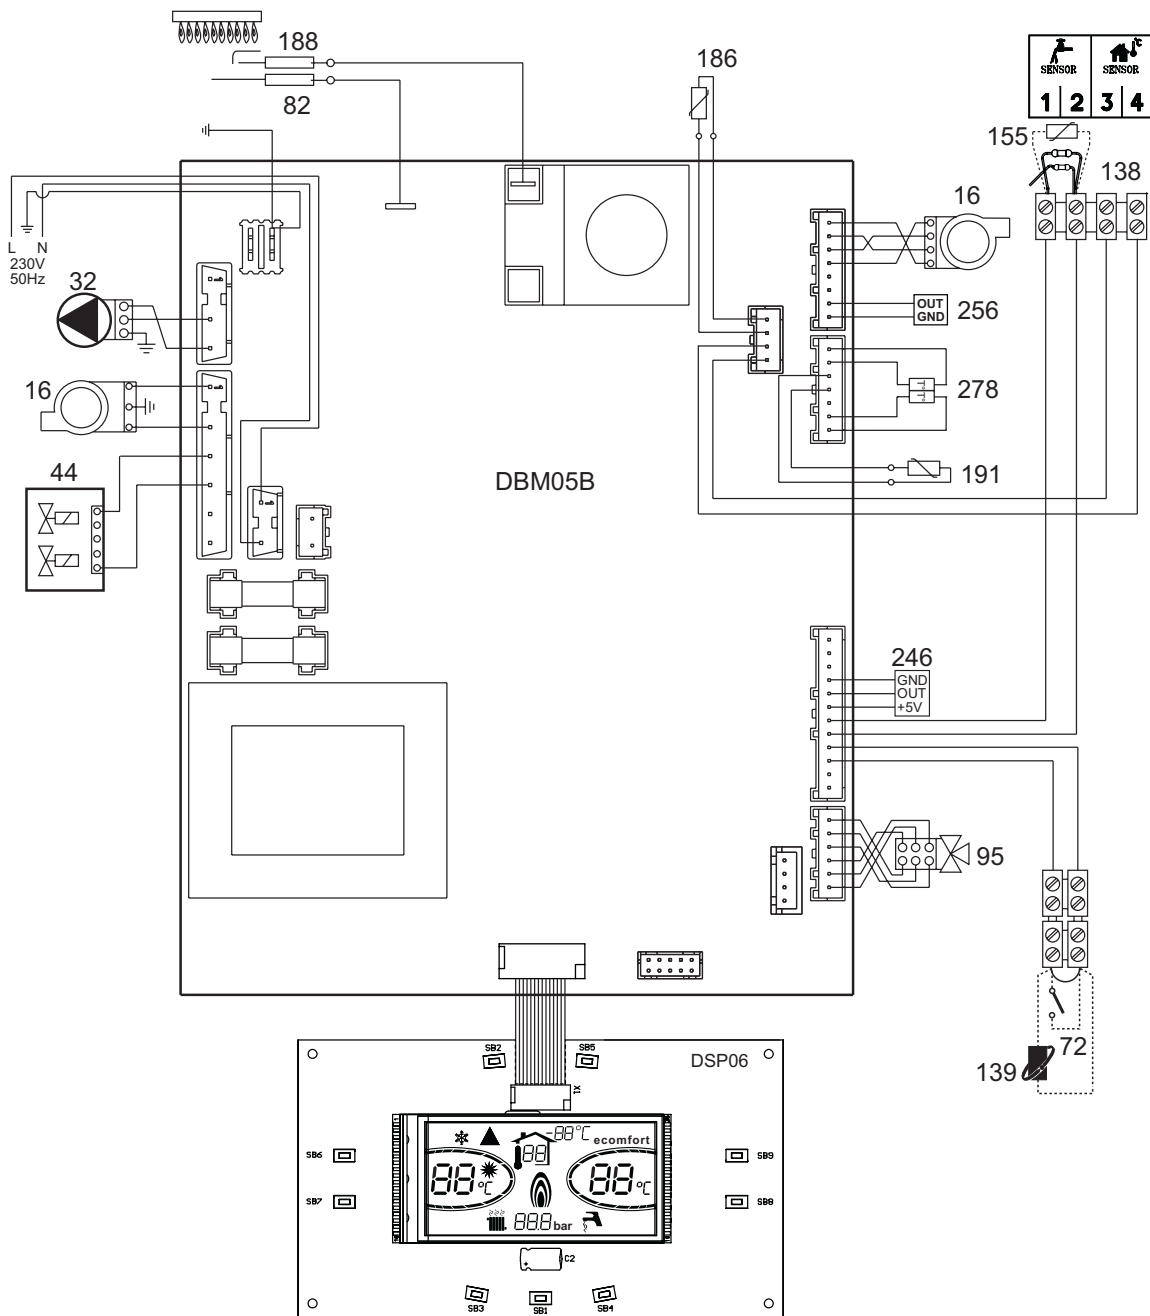 188
82
186
°C
SENSOR SENSOR
1 2 3 4
155
138
16
L N
230V
50Hz
32
OUT
GND
256
16
T°
T°
278
44
DBM05B
191
246
GND
OUT
+5V
95
72
139
SB2
SB5
DSP06
X1
-88°C
ecomfort
88
SB6
SB9
88 °C
88 °C
SB7
SB8
88.8 bar
C2
SB3
SB1
SB4